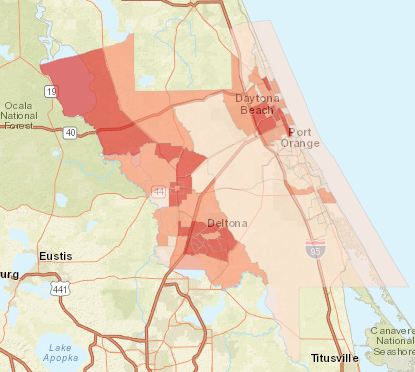 19
Ocala
National
Forest
40
Daytona
Beach
Port
Orange
44
Deltona
95
Eustis
urg
441
Lake
Apopka
Canavera
National
Seashore
Titusville